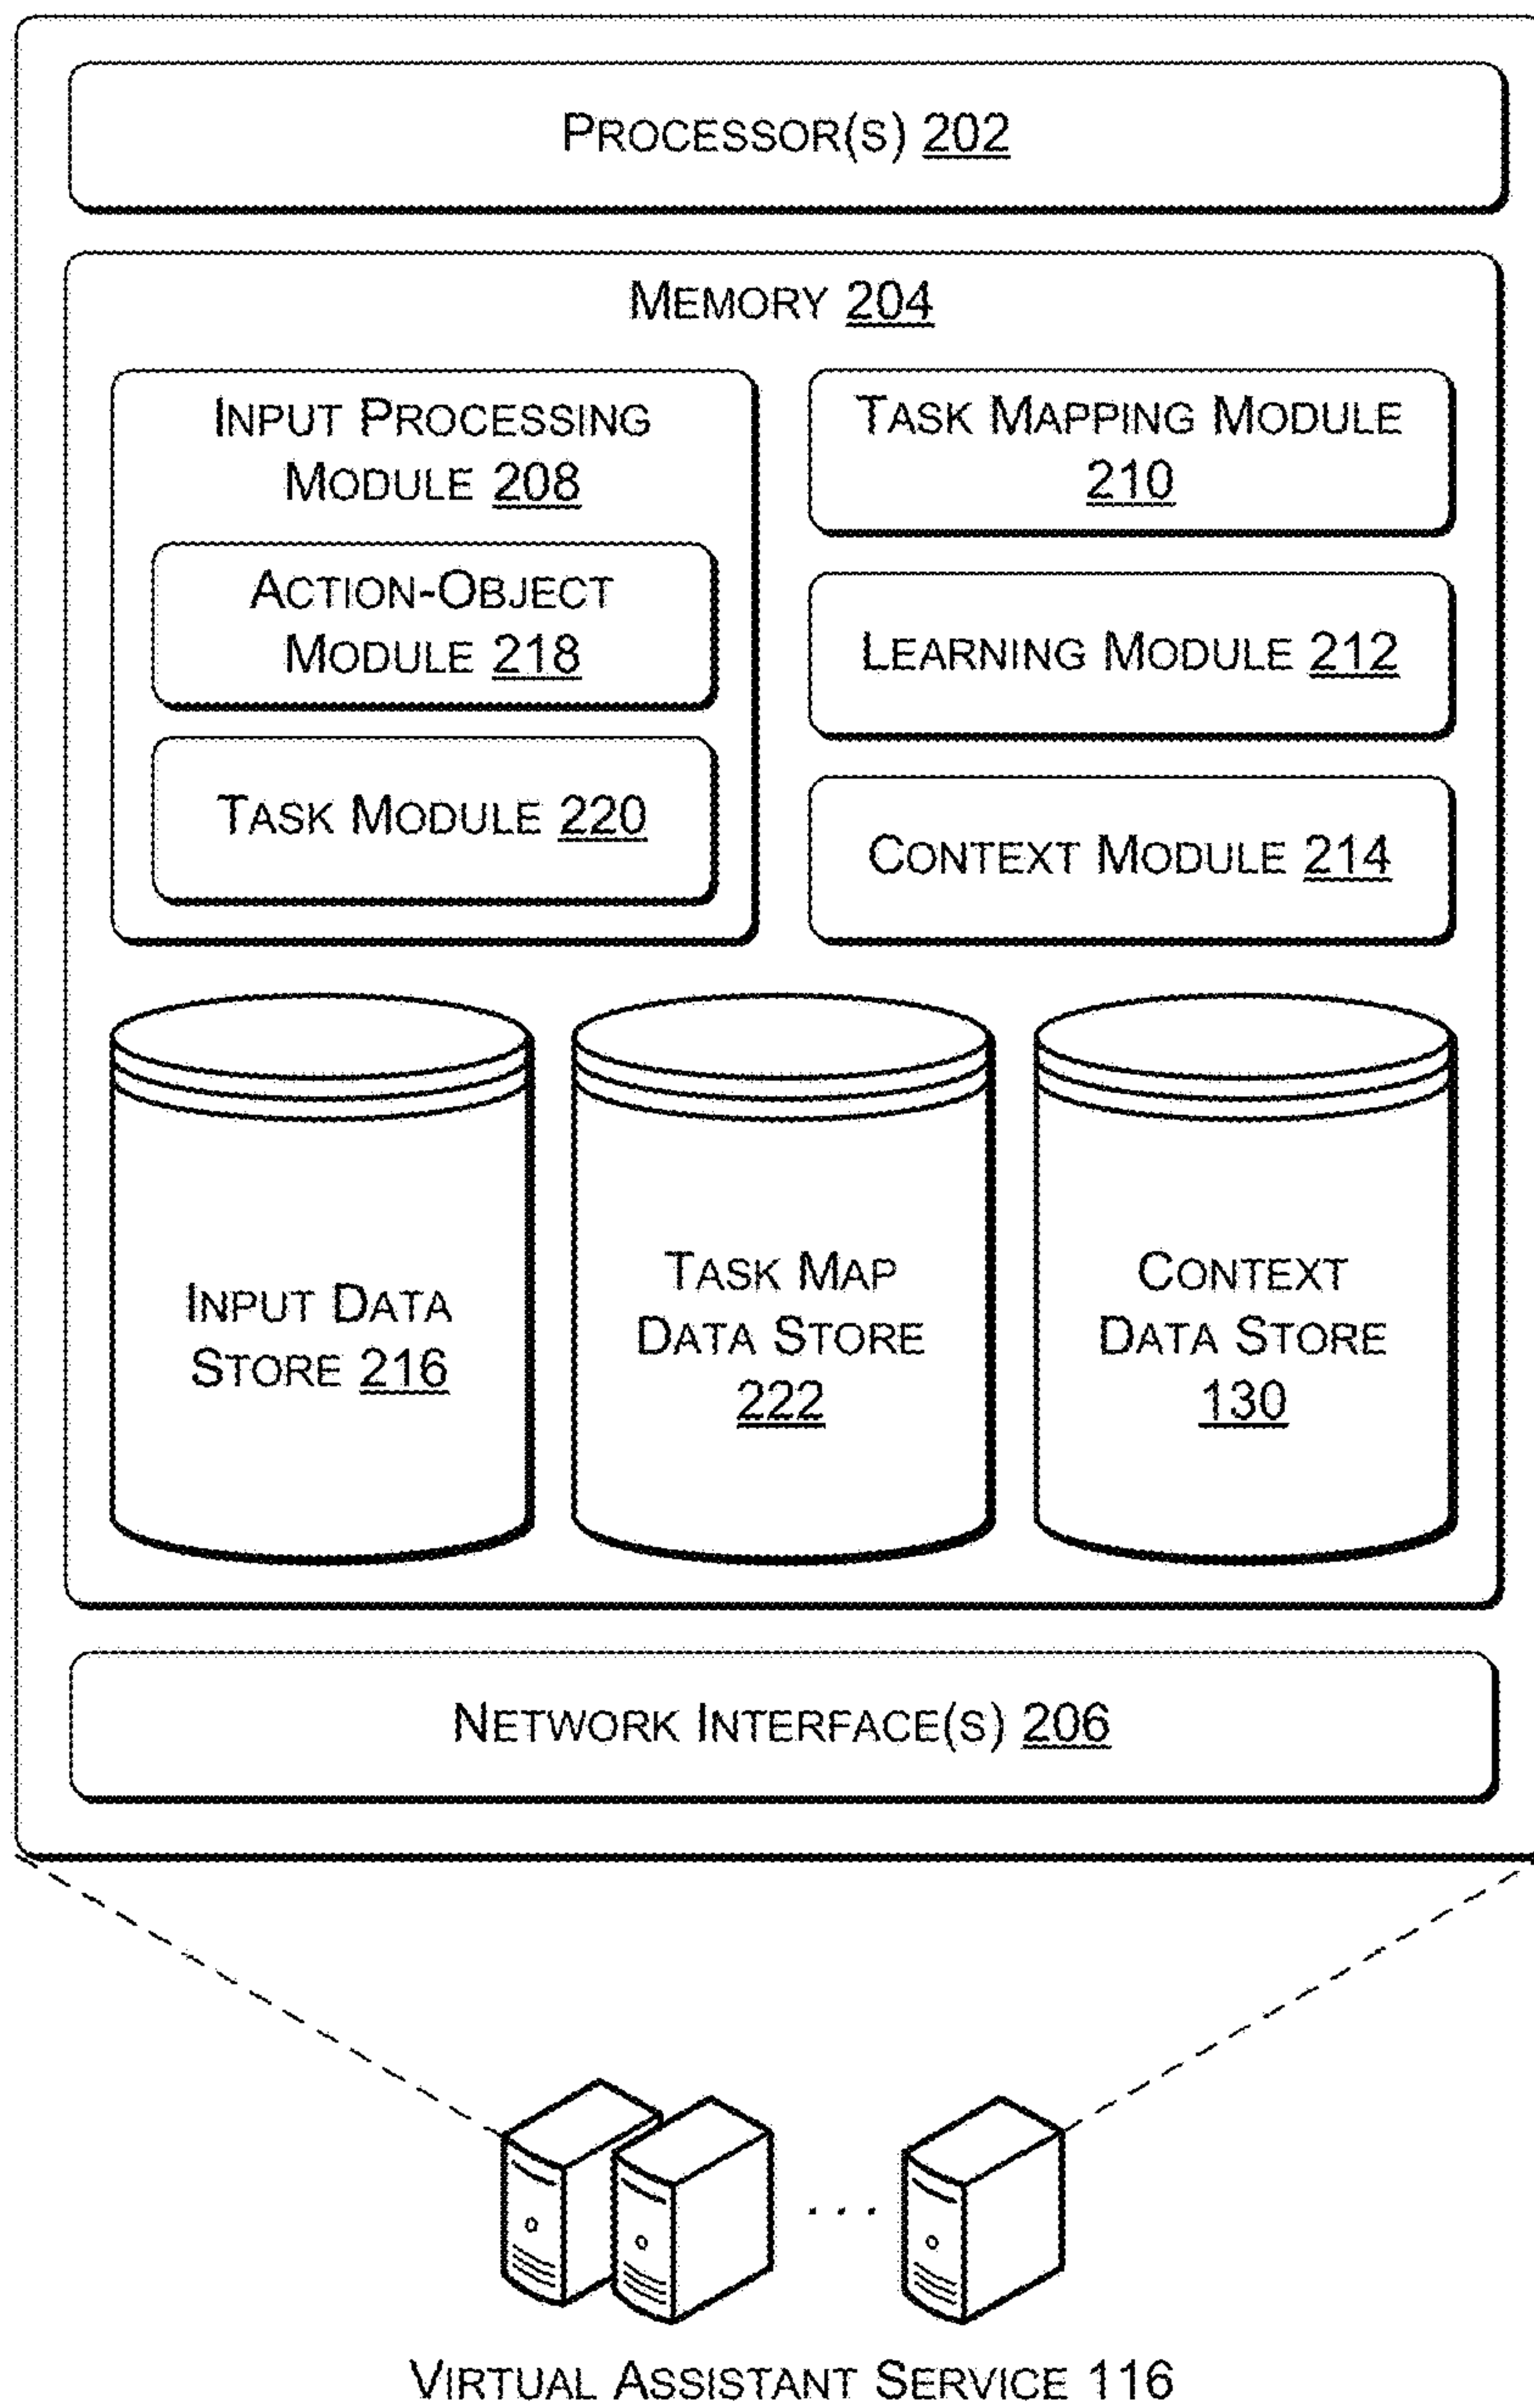 PROCESSOR(S) 202
MEMORY 204
INPUT PROCESSING
MODULE 208
ACTION-OBJECT
MODULE 218
TASK MODULE 220
TASK MAPPING MODULE
210
LEARNING MODULE 212
CONTEXT MODULE 214
INPUT DATA
STORE 216
TASK MAP
DATA STORE
222
CONTEXT
DATA STORE
130
NETWORK INTERFACE(S) 206
. . .
VIRTUAL ASSISTANT SERVICE 116